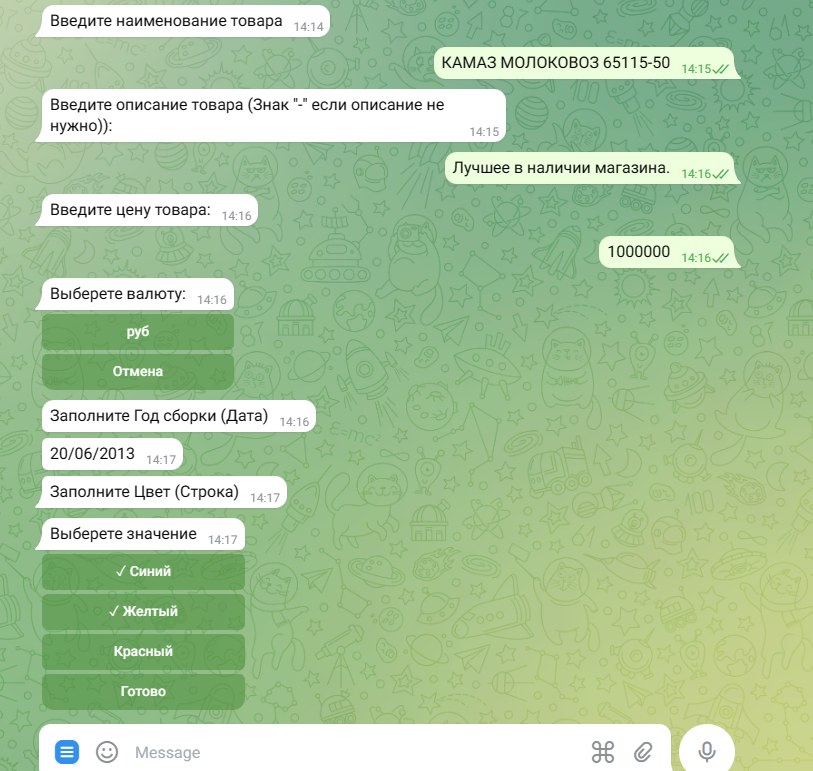 Введите наименование товара 14:14
КАМАЗ МОЛОКОВОЗ 65115-50 14:15
Введите описание товара (Знак "-" если описание не
нужно)): 14:15
Лучшее в наличии магазина. 14:16
Введите цену товара: 14:16
1000000 14:16
Выберете валюту: 14:16
руб
Отмена
Заполните Год сборки (Дата) 14:16
20/06/2013 14:17
Заполните Цвет (Строка) 14:17
Выберете значение 14:17
✓ Синий
✓ Желтый
Красный
Готово
Message